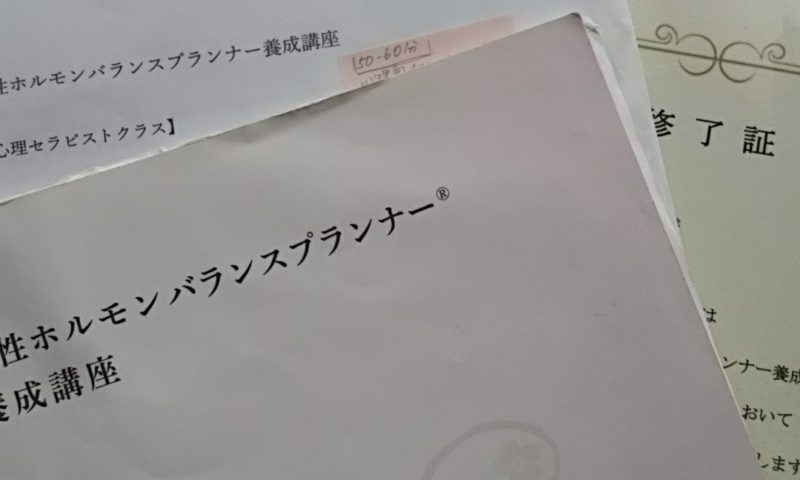 性ホルモンバランスプランナー養成講座
50-60分
心理セラピストクラス】
性ホルモンバランスプランナー®
養成講座
修了証
は
ンナー養成
おいて
します